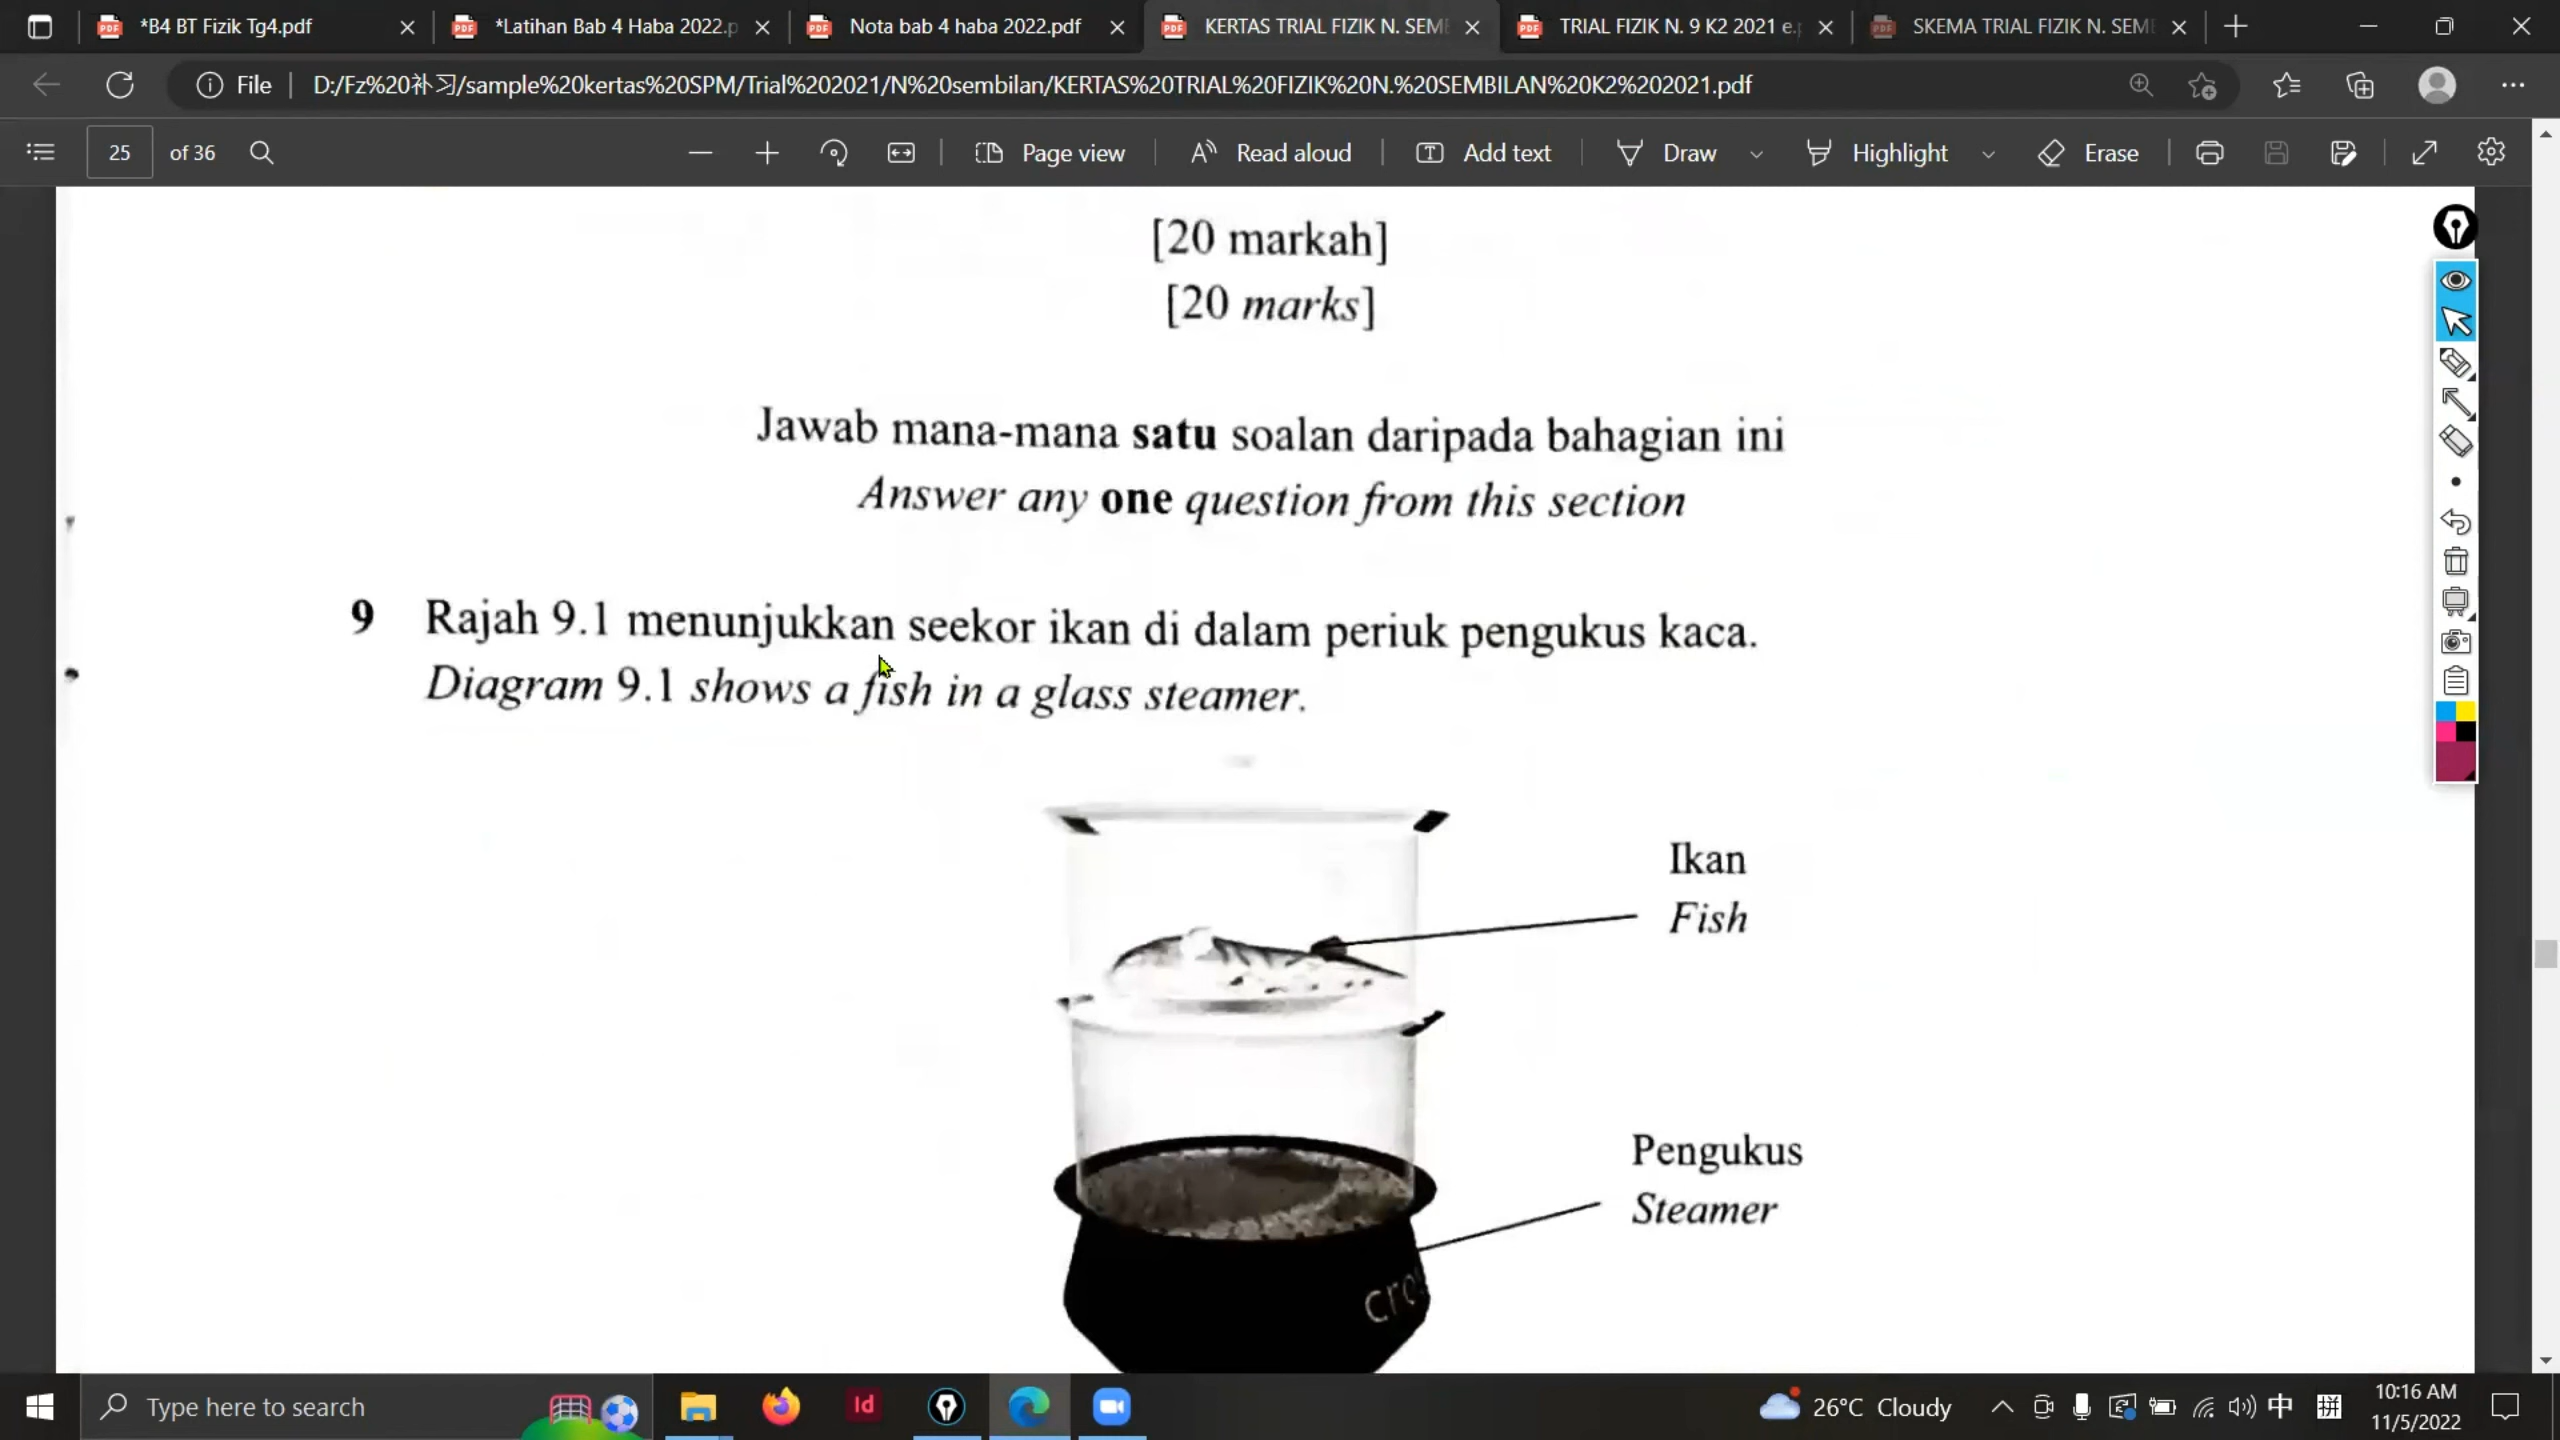 *B4 BT Fizik Tg4.pdf
*Latihan Bab 4 Haba 2022.p
Nota bab 4 haba 2022.pdf
KERTAS TRIAL FIZIK N. SEM
TRIAL FIZIK N. 9 K2 2021 e.
SKEMA TRIAL FIZIK N. SEM
File
D:/Fz%20补习/sample%20kertas%20SPM/Trial%202021/N%20sembilan/KERTAS%20TRIAL%20FIZIK%20N.%20SEMBILAN%20K2%202021.pdf
25 of 36
Page view
Read aloud
Add text
Draw
Highlight
Erase
[20 markah]
[20 marks]
Jawab mana-mana satu soalan daripada bahagian ini
Answer any one question from this section
9 Rajah 9.1 menunjukkan seekor ikan di dalam periuk pengukus kaca.
Diagram 9.1 shows a fish in a glass steamer.
Ikan
Fish
Pengukus
Steamer
Type here to search
Id
26°C Cloudy
中
拼
10:16 AM
11/5/2022